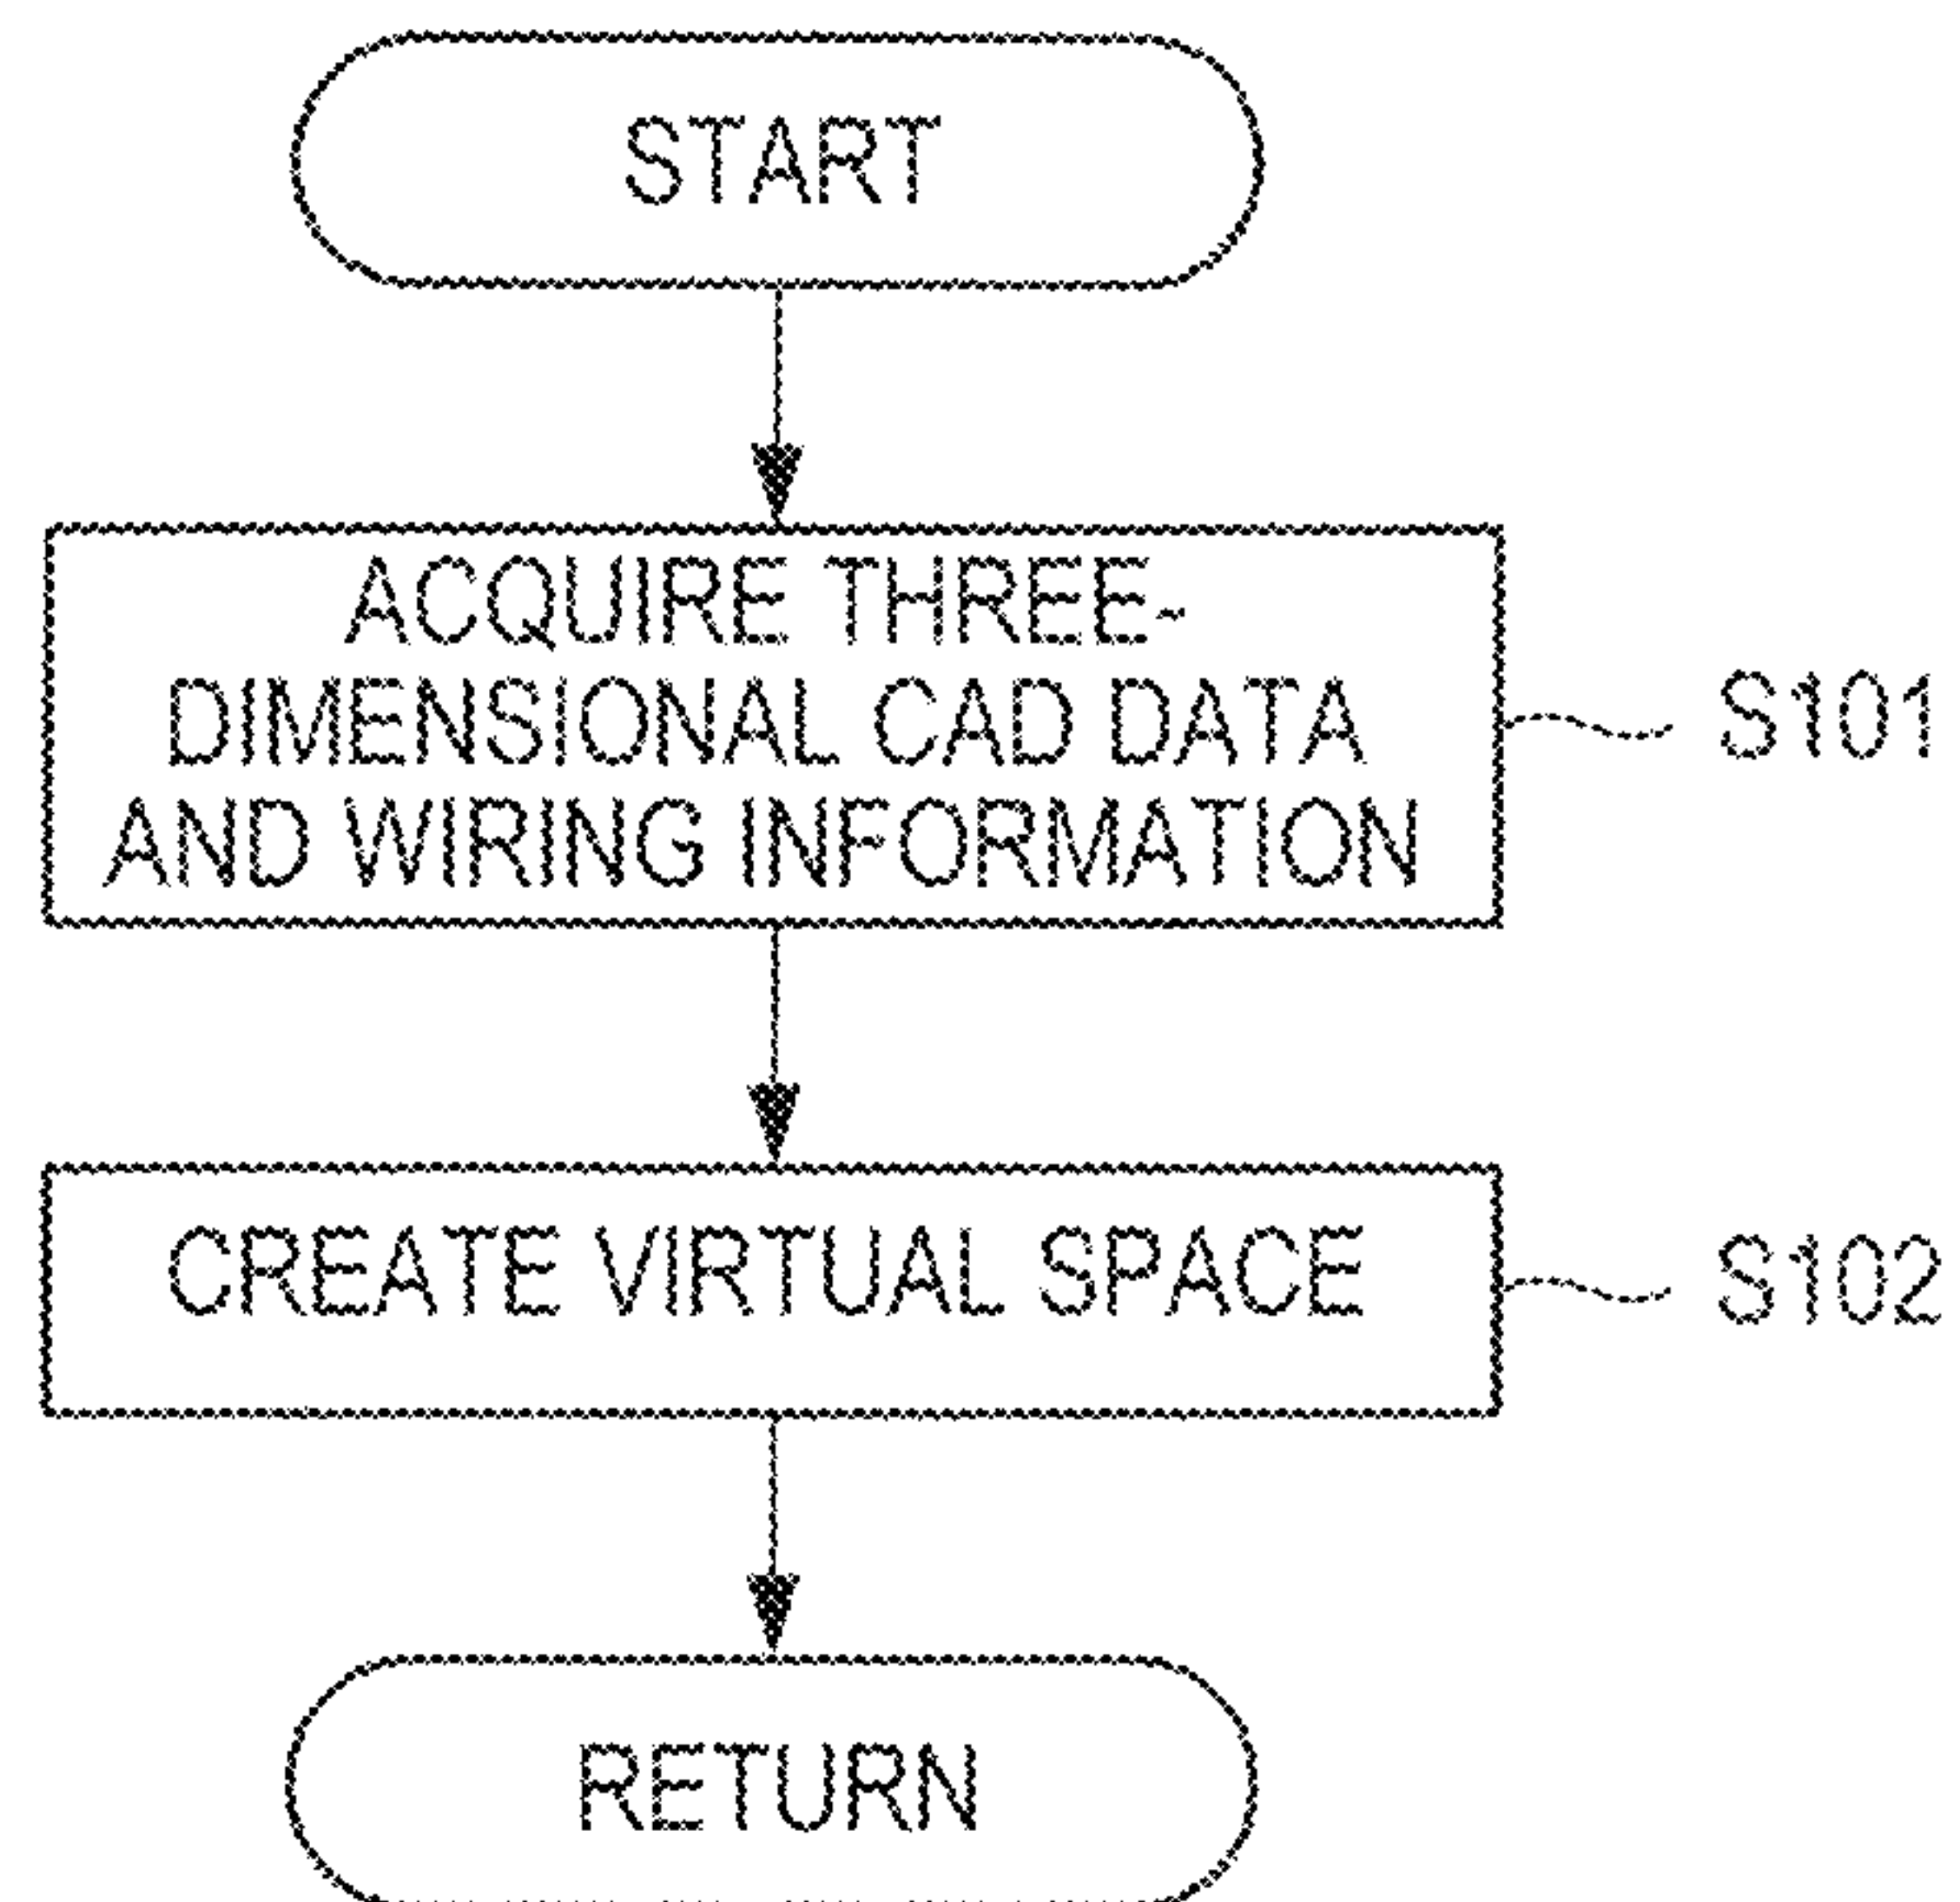 START
ACQUIRE THREE-
DIMENSIONAL CAD DATA
AND WIRING INFORMATION
S101
CREATE VIRTUAL SPACE
S102
RETURN